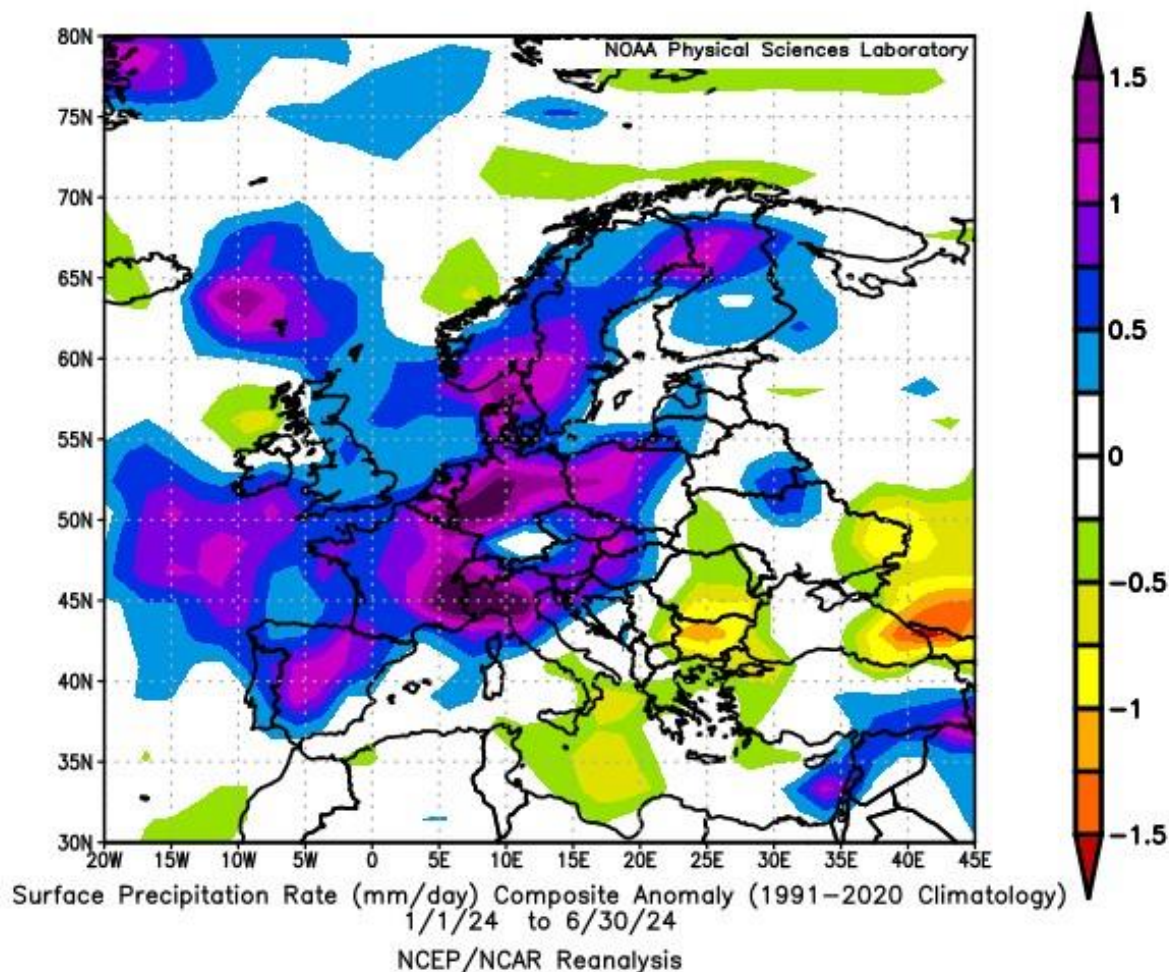 NOAA Physical Sciences Laboratory
80N
75N
70N
65N
60N
55N
50N
45N
40N
35N
30N
20W 15W 10W 5W 0 5E 10E 15E 20E 25E 30E 35E 40E 45E
1.5
1
0.5
0
−0.5
−1
−1.5
Surface Precipitation Rate (mm/day) Composite Anomaly (1991−2020 Climatology)
1/1/24 to 6/30/24
NCEP/NCAR Reanalysis